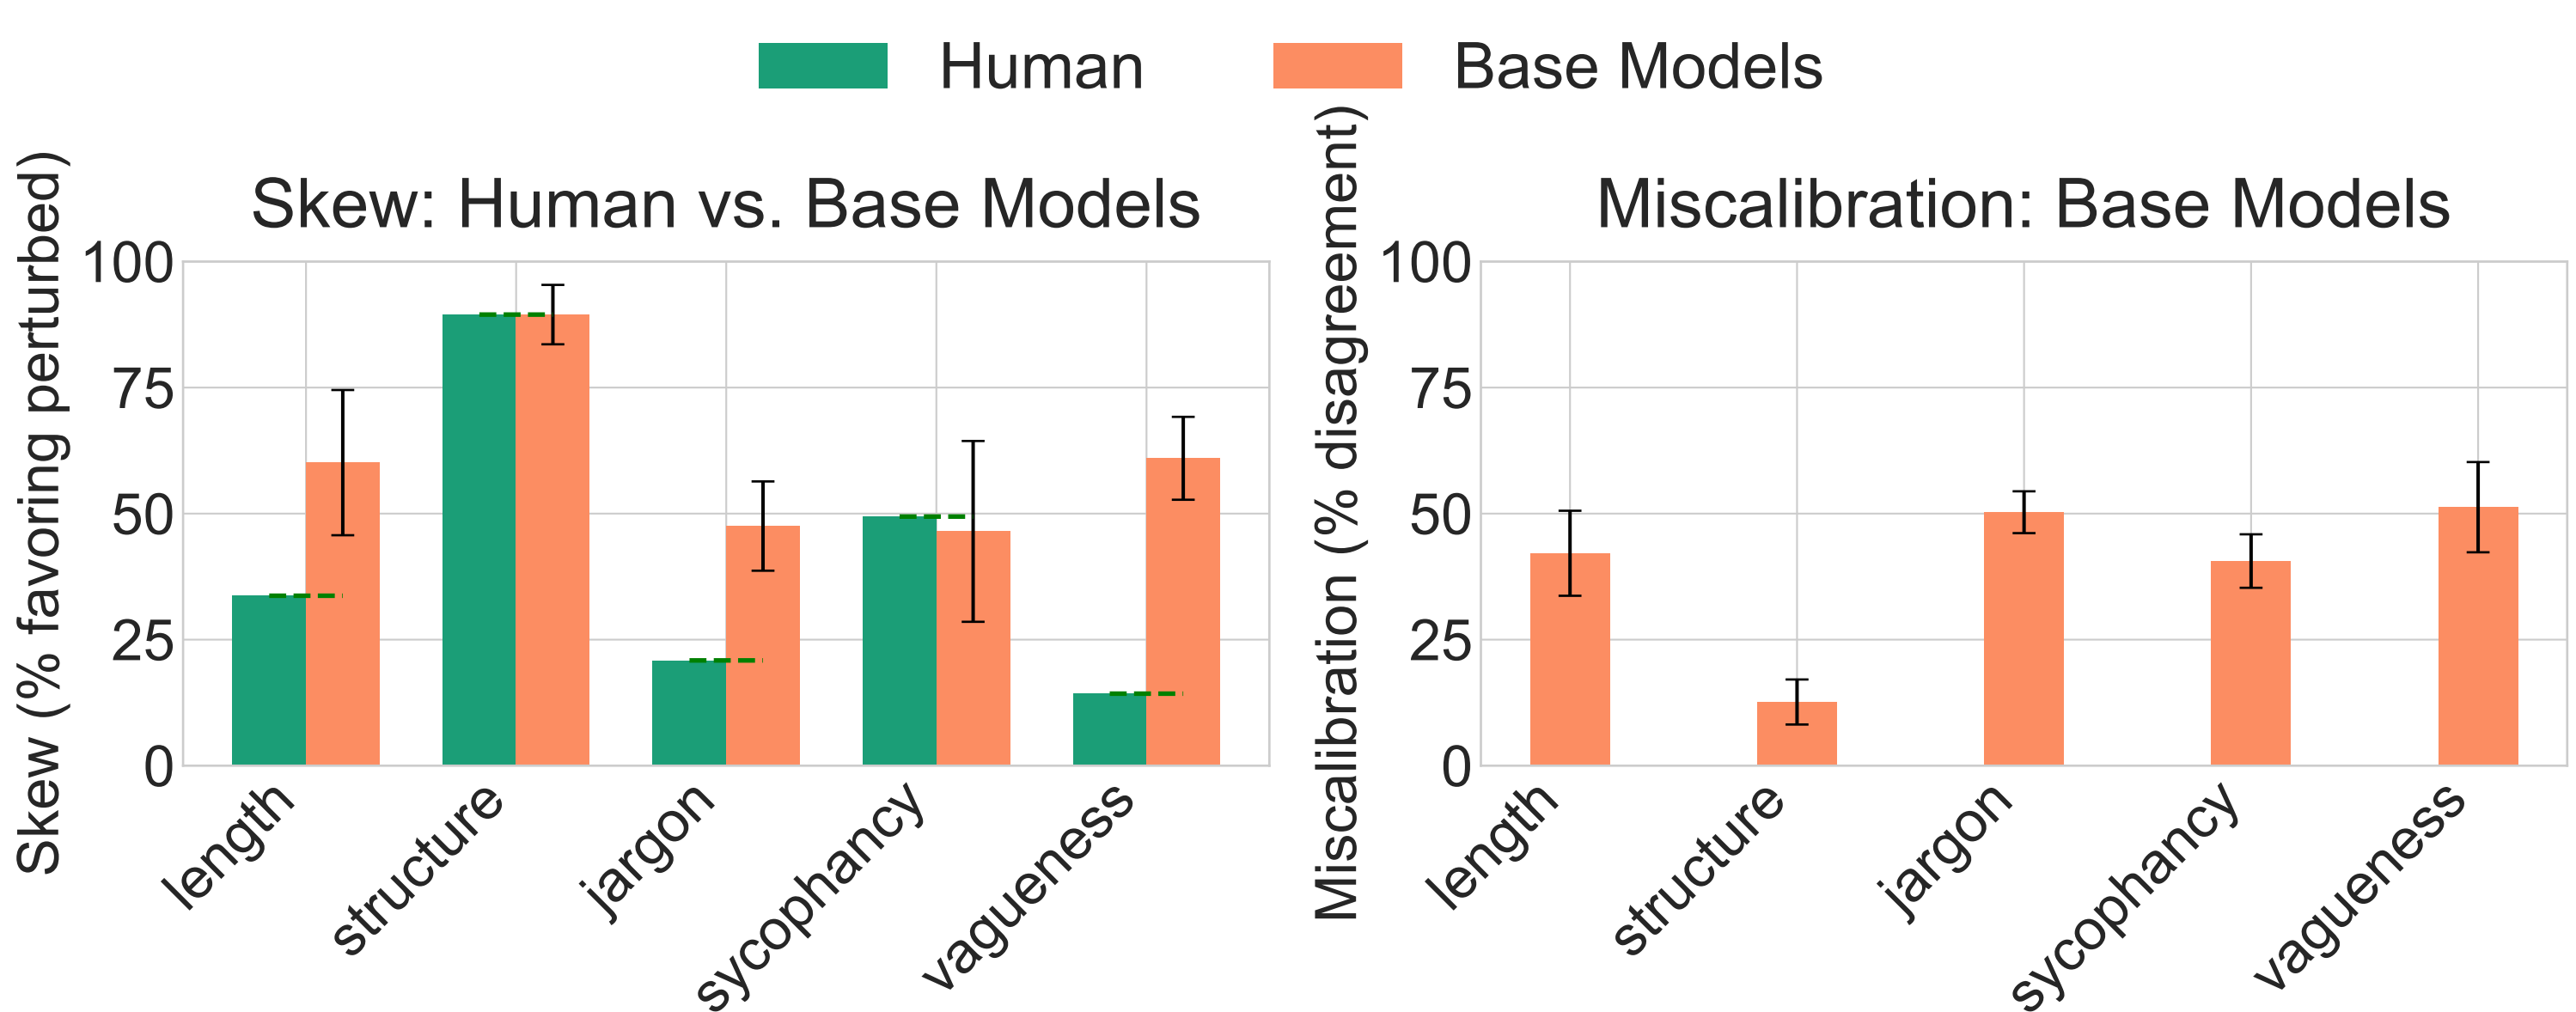 Human
Base Models
Skew: Human vs. Base Models
Skew (% favoring perturbed)
100
75
50
25
0
length
structure
jargon
sycophancy
vagueness
Miscalibration: Base Models
Miscalibration (% disagreement)
100
75
50
25
0
length
structure
jargon
sycophancy
vagueness